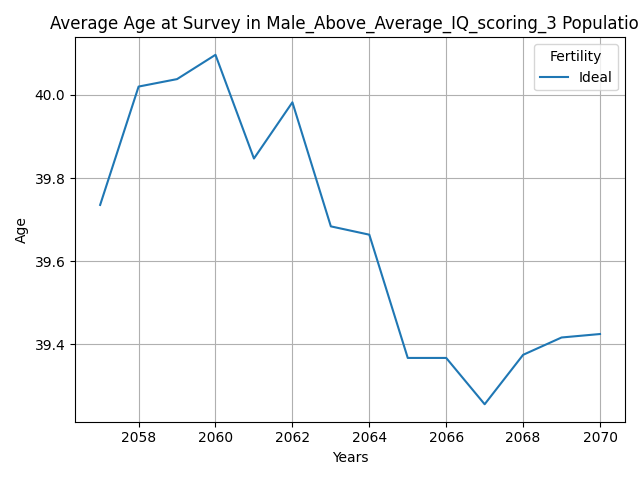 Average Age at Survey in Male_Above_Average_IQ_scoring_3 Populatio
Fertility
Ideal
40.0
39.8
39.6
39.4
Age
2058 2060 2062 2064 2066 2068 2070
Years